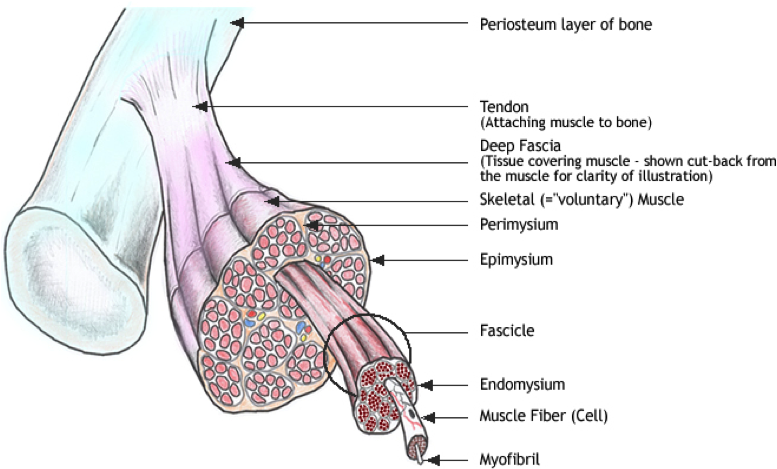 Periosteum layer of bone
Tendon
(Attaching muscle to bone)
Deep Fascia
(Tissue covering muscle - shown cut-back from
the muscle for clarity of illustration)
Skeletal (="voluntary") Muscle
Perimysium
Epimysium
Fascicle
Endomysium
Muscle Fiber (Cell)
Myofibril